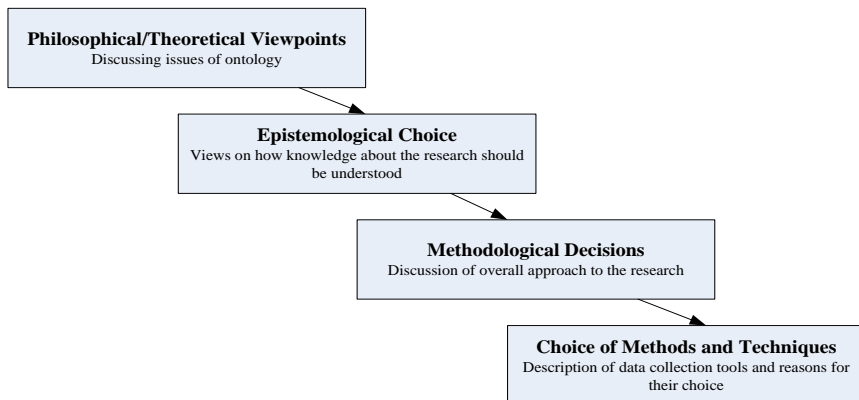 Philosophical/Theoretical Viewpoints
Discussing issues of ontology
Epistemological Choice
Views on how knowledge about the research should
be understood
Methodological Decisions
Discussion of overall approach to the research
Choice of Methods and Techniques
Description of data collection tools and reasons for
their choice